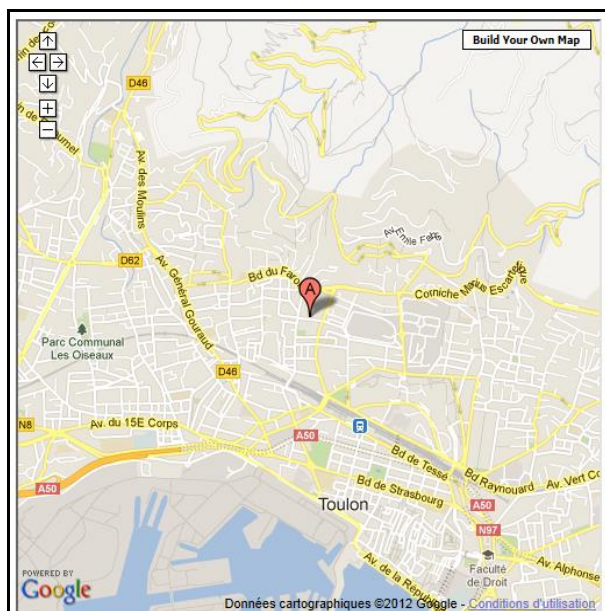 Build Your Own Map
D46
Av. des Moulins
Av. Emile Fabre
D62
Bd du Faron
Corniche Marius Escartefigue
A
Av. Général Gouraud
Parc Communal
Les Oiseaux
D46
N8
Av. du 15E Corps
A50
Bd de Tessé
Bd Raynouard
Av. Vert Co
A50
Bd de Strasbourg
A50
Toulon
N97
Av. de la République
Faculté
de Droit
Av. Alphonse
POWERED BY
Google
Données cartographiques ©2012 Google - Conditions d'utilisation